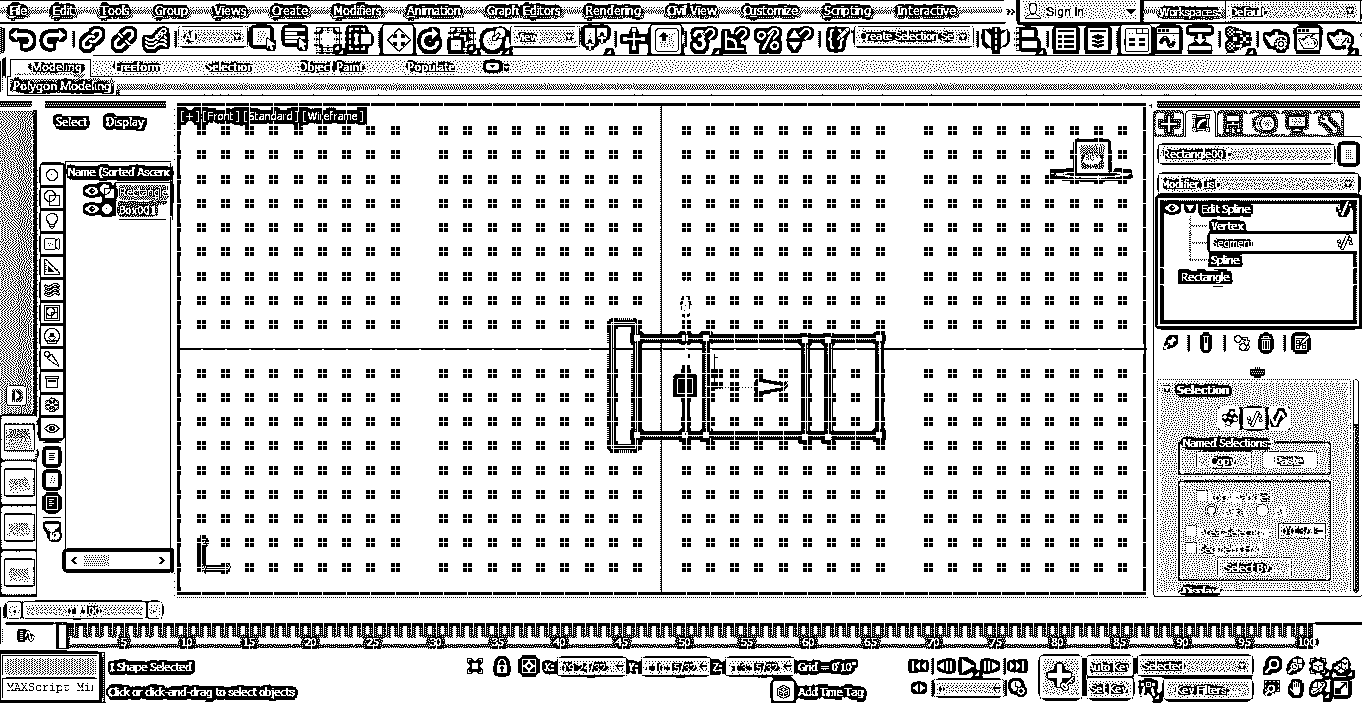 File Edit Tools Group Views Create Modifiers Animation Graph Editors Rendering Civil View Customize Scripting Interactive Sign In Workspaces: Default
View Create Selection Se
Modeling Freeform Selection Object Paint Populate
Polygon Modeling
[+] [Front] [Standard] [Wireframe]
Select Display
Name (Sorted Ascend
Rectangle
Box001
Rectangle001
Modifier List
Edit Spline
Vertex
Segment
Spline
Rectangle
Selection
Named Selections:
Copy Paste
Select By
Display
5 10 15 20 25 30 35 40 45 50 55 60 65 70 75 80 85 90 95 100
1 Shape Selected
X: Y: Z: Grid = 0'10"
Auto Key Selected
MAXScript Mi
Click or click-and-drag to select objects
Add Time Tag
Set Key Key Filters...